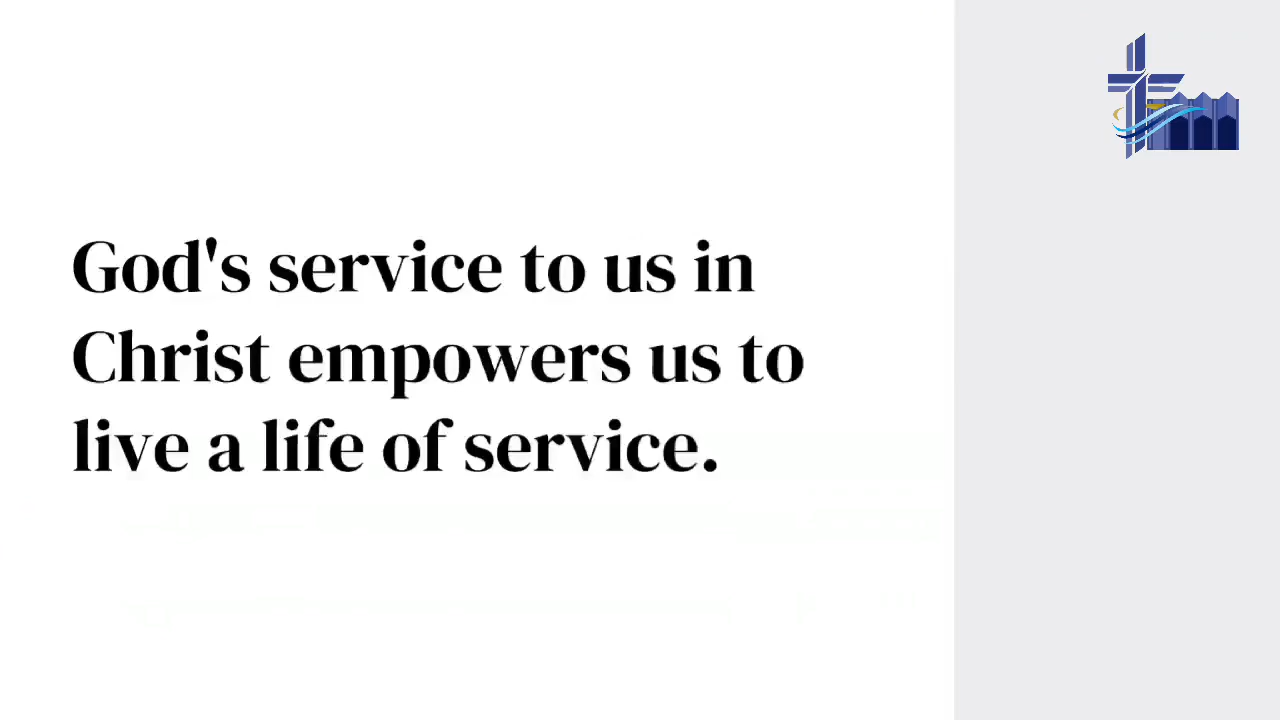 God's service to us in
Christ empowers us to
live a life of service.